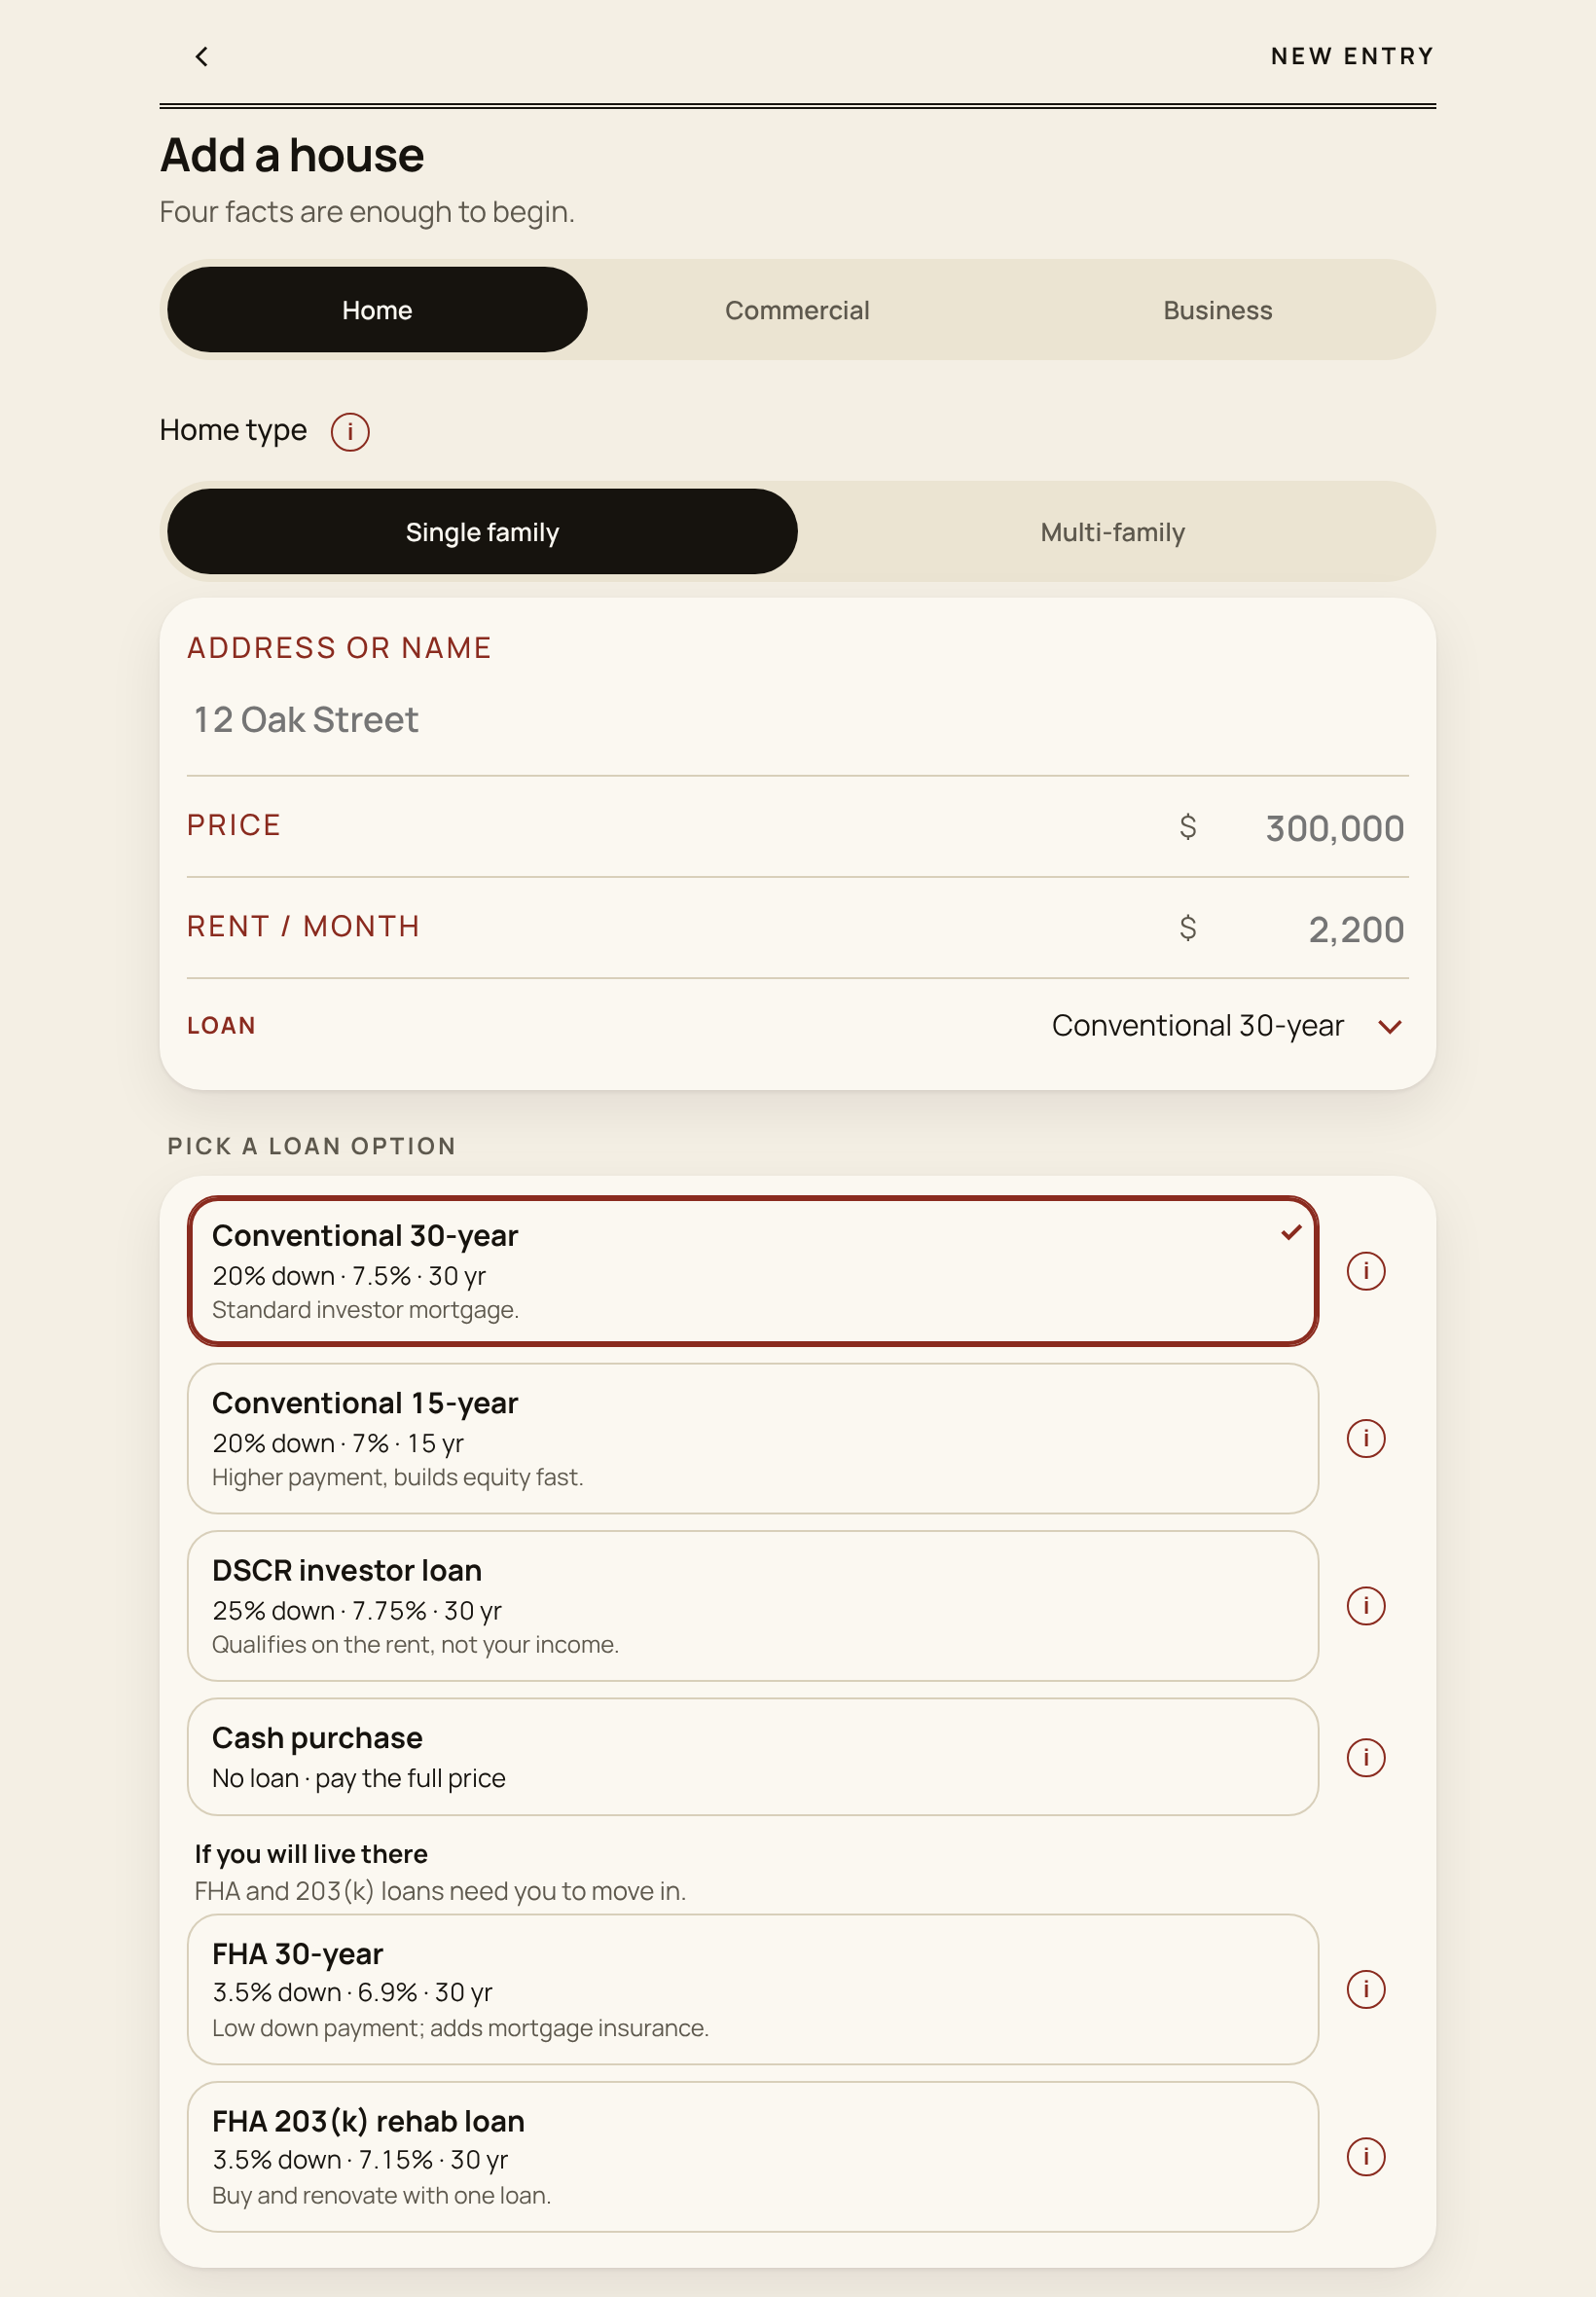 NEW ENTRY
Add a house
Four facts are enough to begin.
Home
Commercial
Business
Home type
i
Single family
Multi-family
ADDRESS OR NAME
12 Oak Street
PRICE
$ 300,000
RENT / MONTH
$ 2,200
LOAN
Conventional 30-year
PICK A LOAN OPTION
Conventional 30-year
20% down · 7.5% · 30 yr
Standard investor mortgage.
i
Conventional 15-year
20% down · 7% · 15 yr
Higher payment, builds equity fast.
i
DSCR investor loan
25% down · 7.75% · 30 yr
Qualifies on the rent, not your income.
i
Cash purchase
No loan · pay the full price
i
If you will live there
FHA and 203(k) loans need you to move in.
FHA 30-year
3.5% down · 6.9% · 30 yr
Low down payment; adds mortgage insurance.
i
FHA 203(k) rehab loan
3.5% down · 7.15% · 30 yr
Buy and renovate with one loan.
i